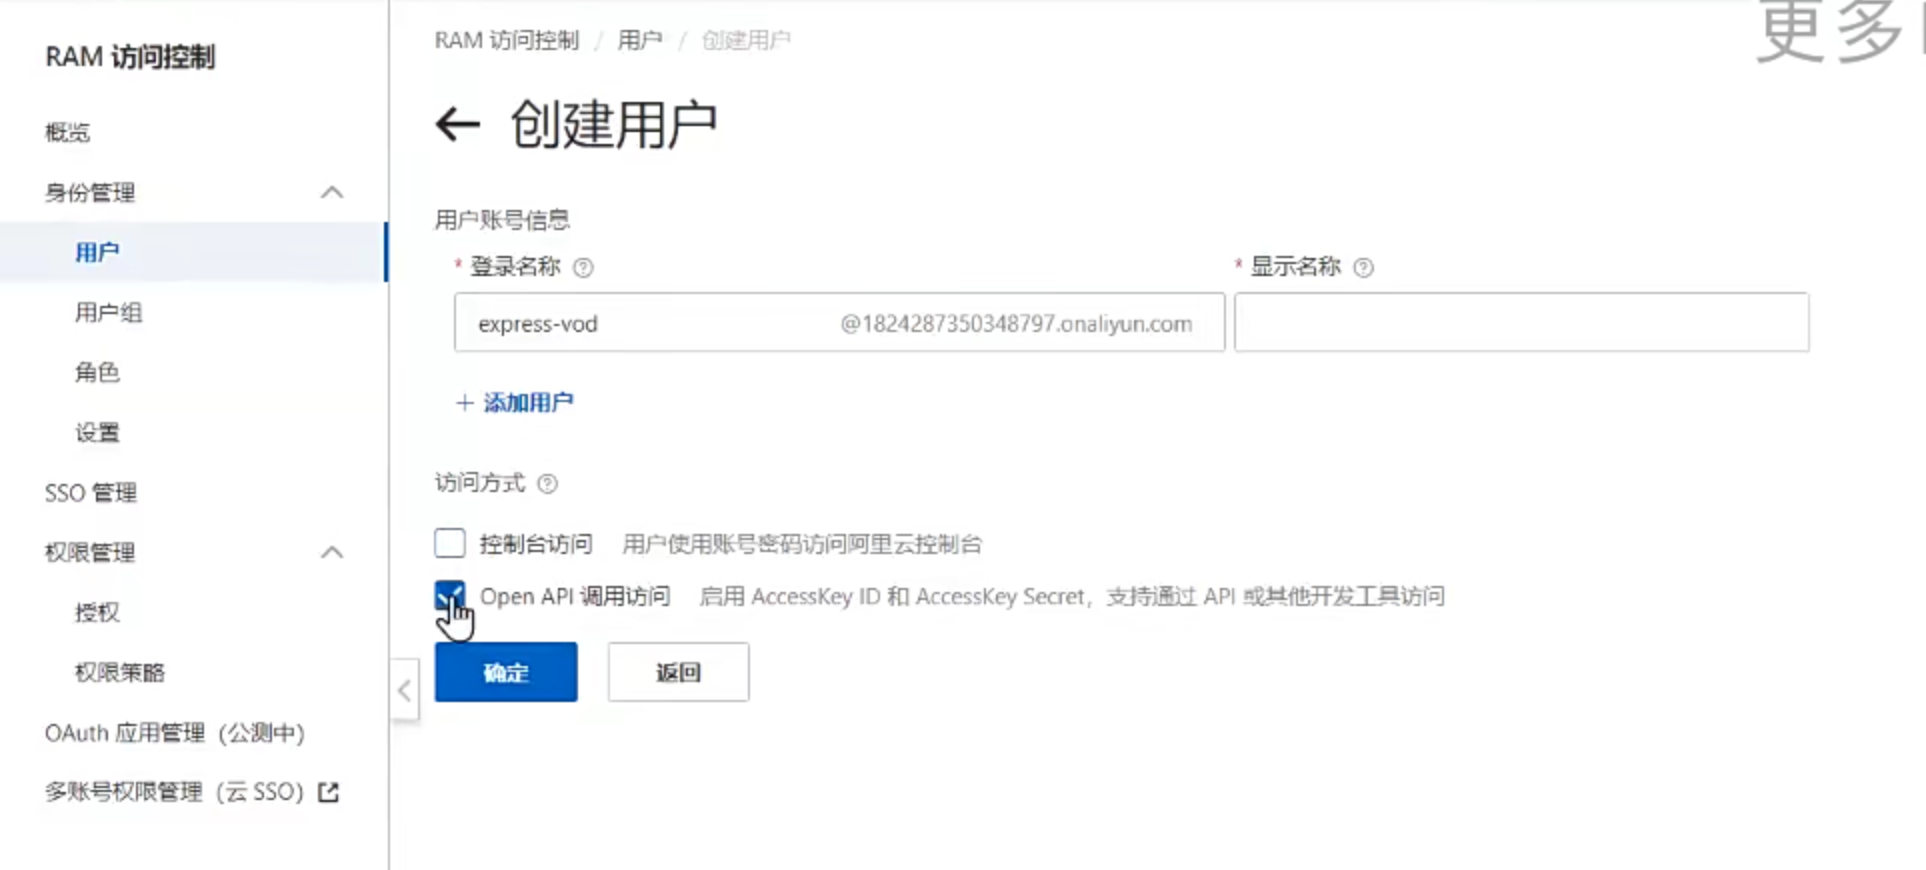 更多
RAM 访问控制
概览
身份管理
用户
用户组
角色
设置
SSO 管理
权限管理
授权
权限策略
OAuth 应用管理（公测中）
多账号权限管理（云 SSO）
RAM 访问控制 / 用户 / 创建用户
← 创建用户
用户账号信息
* 登录名称 ?
* 显示名称 ?
express-vod @1824287350348797.onaliyun.com
+ 添加用户
访问方式 ?
控制台访问 用户使用账号密码访问阿里云控制台
Open API 调用访问 启用 AccessKey ID 和 AccessKey Secret，支持通过 API 或其他开发工具访问
确定 返回